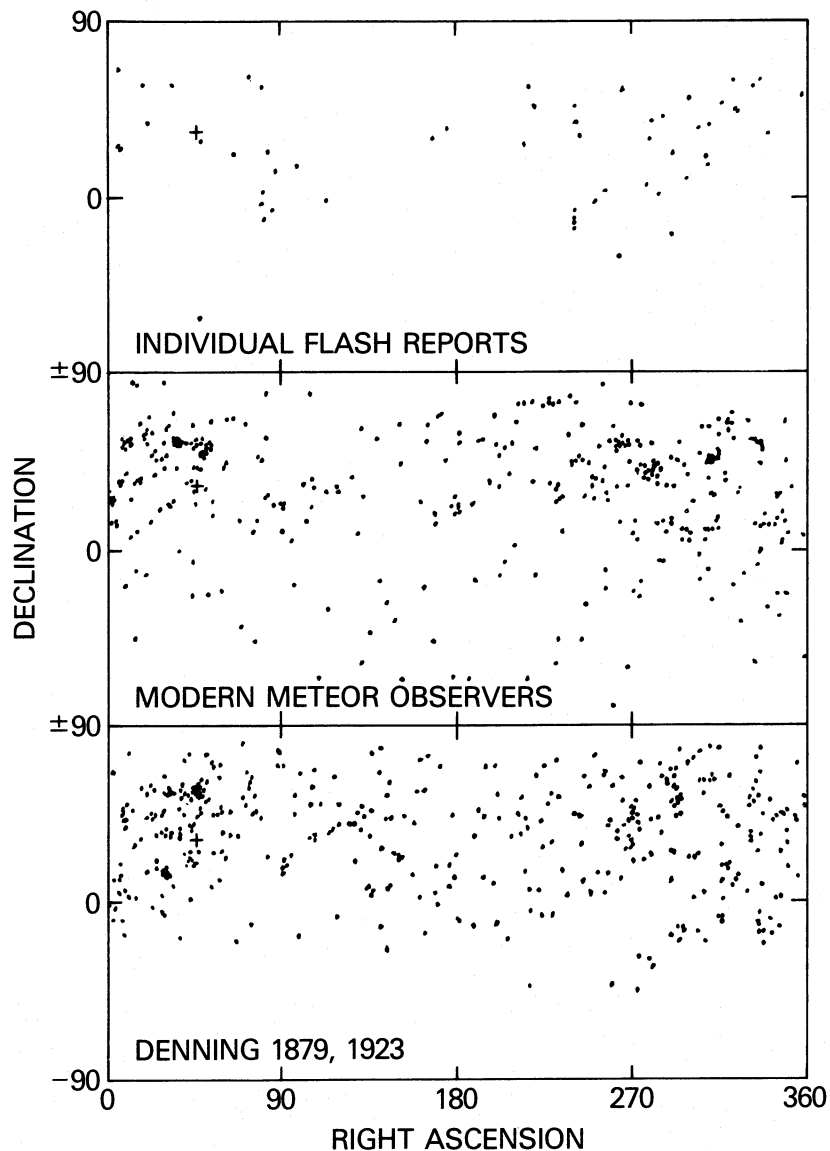 90
0
INDIVIDUAL FLASH REPORTS
±90
DECLINATION
0
MODERN METEOR OBSERVERS
±90
0
DENNING 1879, 1923
−90
0 90 180 270 360
RIGHT ASCENSION